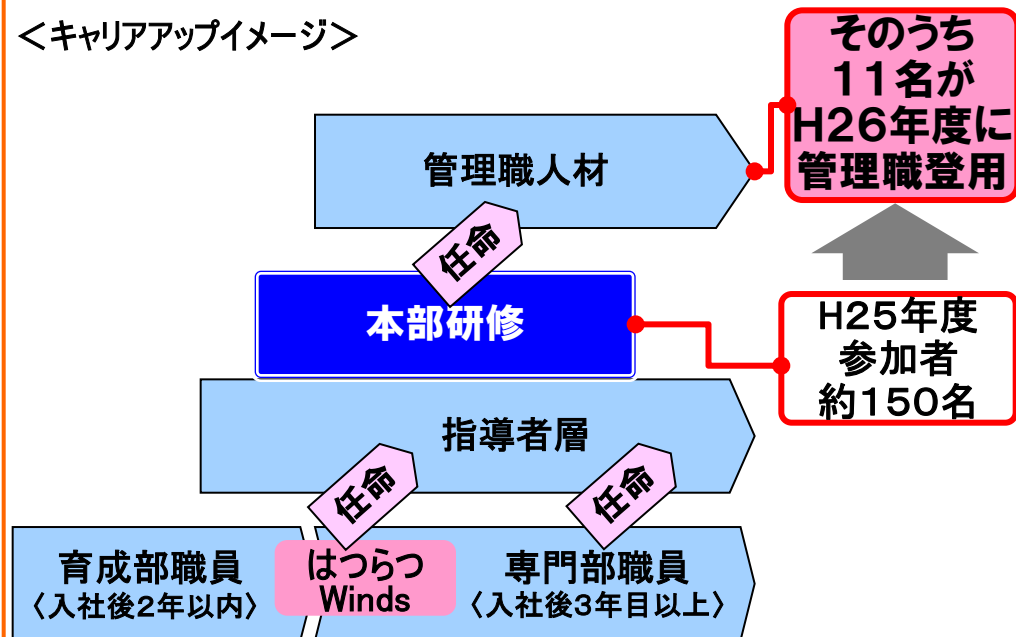 ＜キャリアアップイメージ＞
そのうち
１１名が
Ｈ２６年度に
管理職登用
管理職人材
任命
本部研修
Ｈ２５年度
参加者
約１５０名
指導者層
任命
任命
育成部職員
〈入社後２年以内〉
はつらつ
Winds
専門部職員
〈入社後３年目以上〉